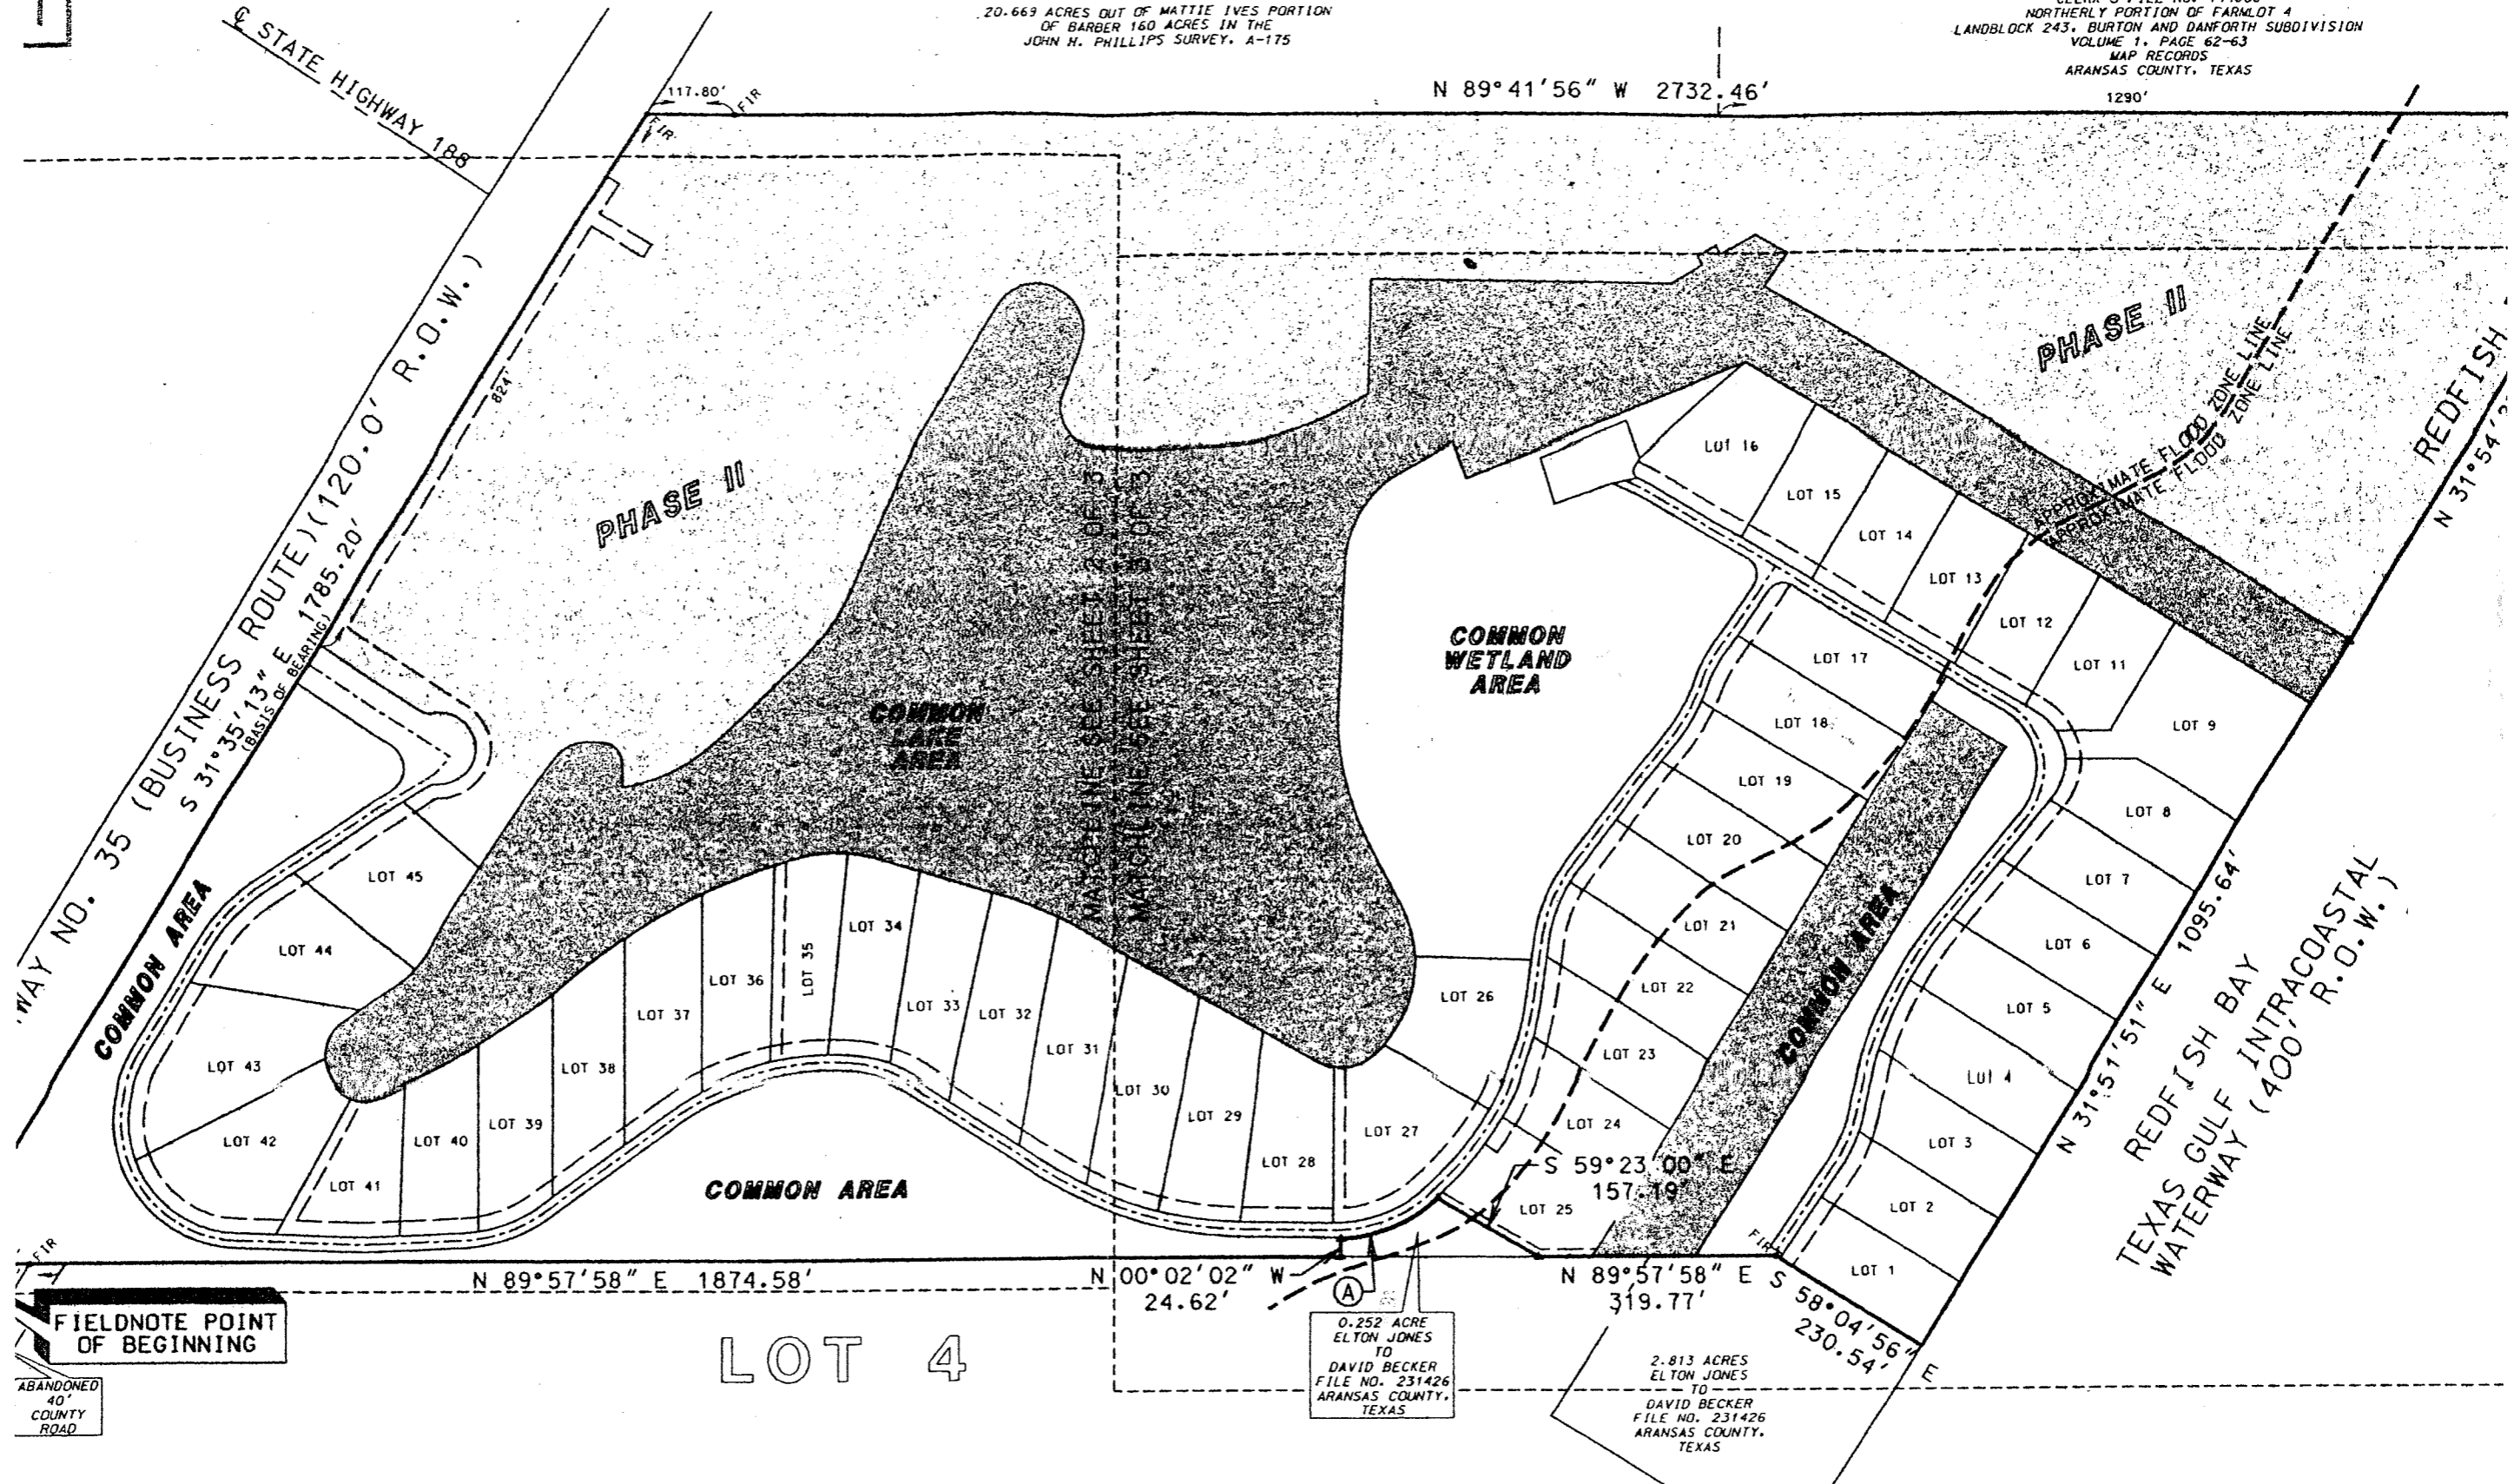 20.669 ACRES OUT OF MATTIE IVES PORTION
OF BARBER 160 ACRES IN THE
JOHN H. PHILLIPS SURVEY, A-175
NORTHERLY PORTION OF FARMLOT 4
LANDBLOCK 243, BURTON AND DANFORTH SUBDIVISION
VOLUME 1, PAGE 62-63
MAP RECORDS
ARANSAS COUNTY, TEXAS
℄ STATE HIGHWAY 188
117.80'
FIR
FIR
N 89°41'56" W 2732.46'
1290'
WAY NO. 35 (BUSINESS ROUTE)(120.0' R.O.W.)
S 31°35'13" E 1785.20'
(BASIS OF BEARING)
824'
PHASE II
PHASE II
APPROXIMATE FLOOD ZONE LINE
APPROXIMATE FLOOD ZONE LINE
REDFISH
N 31°54'
MATCHLINE SEE SHEET 2 OF 3
MATCHLINE SEE SHEET 3 OF 3
COMMON
LAKE
AREA
COMMON
WETLAND
AREA
LOT 16
LOT 15
LOT 14
LOT 13
LOT 12
LOT 11
LOT 9
LOT 8
LOT 7
LOT 6
LOT 5
LOT 4
LOT 3
LOT 2
LOT 1
LOT 17
LOT 18
LOT 19
LOT 20
LOT 21
LOT 22
LOT 23
LOT 24
LOT 25
LOT 26
LOT 27
LOT 28
LOT 29
LOT 30
LOT 31
LOT 32
LOT 33
LOT 34
LOT 35
LOT 36
LOT 37
LOT 38
LOT 39
LOT 40
LOT 41
LOT 42
LOT 43
LOT 44
LOT 45
COMMON AREA
COMMON AREA
COMMON AREA
S 59°23'00" E
157.19'
N 31°51'51" E 1095.64'
REDFISH BAY
TEXAS GULF INTRACOASTAL
WATERWAY (400' R.O.W.)
FIR
FIR
N 89°57'58" E 1874.58'
N 00°02'02" W
24.62'
A
N 89°57'58" E
319.77'
S 58°04'56" E
230.54'
FIELDNOTE POINT
OF BEGINNING
ABANDONED
40'
COUNTY
ROAD
LOT 4
0.252 ACRE
ELTON JONES
TO
DAVID BECKER
FILE NO. 231426
ARANSAS COUNTY,
TEXAS
2.813 ACRES
ELTON JONES
TO
DAVID BECKER
FILE NO. 231426
ARANSAS COUNTY,
TEXAS